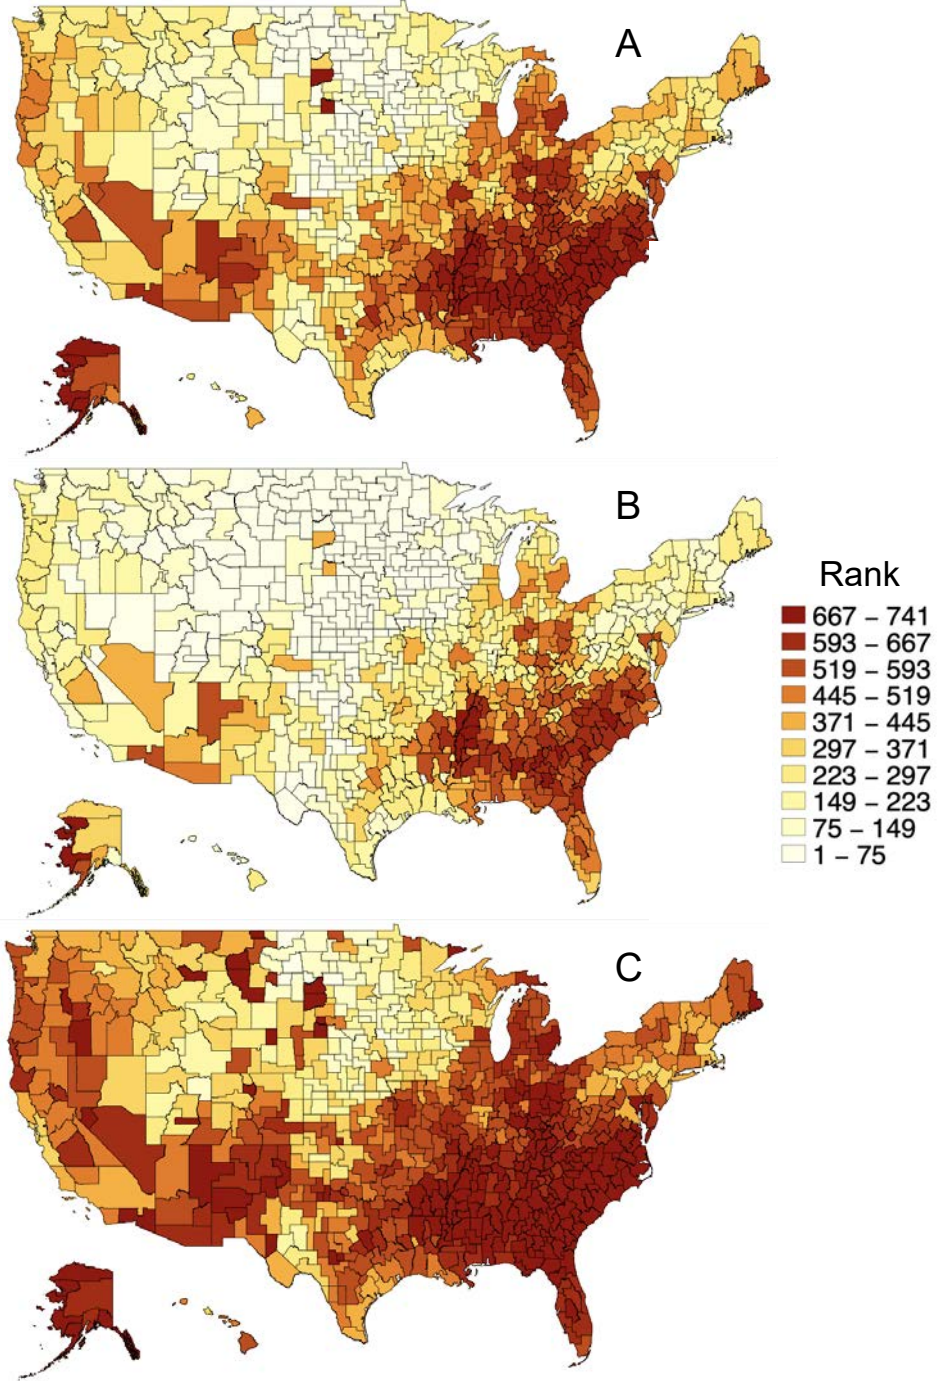 A
B
Rank
667 – 741
593 – 667
519 – 593
445 – 519
371 – 445
297 – 371
223 – 297
149 – 223
75 – 149
1 – 75
C